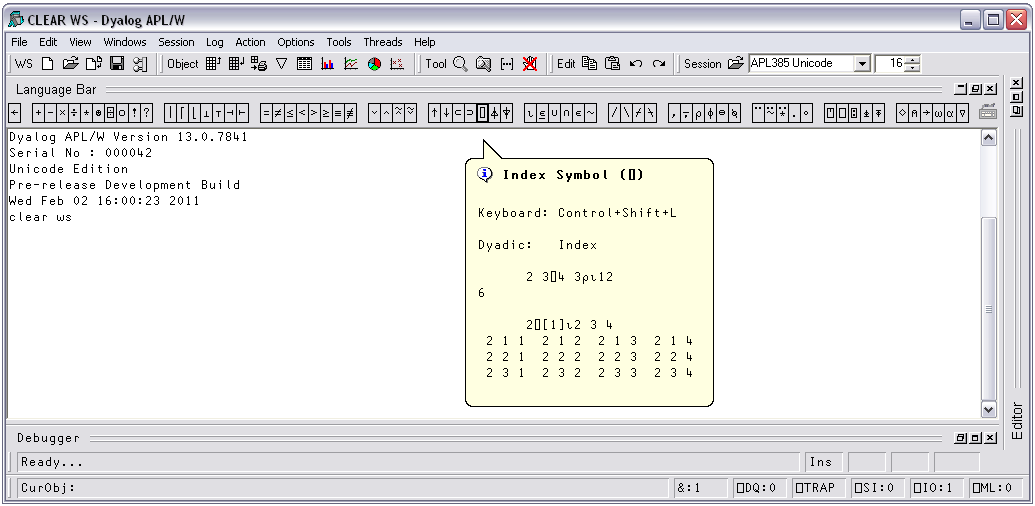 CLEAR WS - Dyalog APL/W
File Edit View Windows Session Log Action Options Tools Threads Help
WS Object Tool Edit Session APL385 Unicode 16
Language Bar
← + - × ÷ * ⍟ ⌹ ○ ! ? | ⌈ ⌊ ⊥ ⊤ ⊣ ⊢ = ≠ ≤ < > ≥ ≡ ≢ ∨ ∧ ⍲ ⍱ ↑ ↓ ⊂ ⊃ ⌷ ⍋ ⍒ ⍳ ⍷ ∪ ∩ ∊ ~ / \ ⌿ ⍀ , ⍪ ⍴ ⌽ ⊖ ⍉ ¨ ⍨ ⍣ . ∘ ⍞ ⎕ ⍠ ⍎ ⍕ ⋄ ⍝ → ⍵ ⍺ ∇
Dyalog APL/W Version 13.0.7841
Serial No : 000042
Unicode Edition
Pre-release Development Build
Wed Feb 02 16:00:23 2011
clear ws
Index Symbol (⌷)
Keyboard: Control+Shift+L
Dyadic: Index
2 3⌷4 3⍴⍳12
6
2⌷[1]⍳2 3 4
2 1 1 2 1 2 2 1 3 2 1 4
2 2 1 2 2 2 2 2 3 2 2 4
2 3 1 2 3 2 2 3 3 2 3 4
Editor
Debugger
Ready... Ins
CurObj: &:1 ⎕DQ:0 ⎕TRAP ⎕SI:0 ⎕IO:1 ⎕ML:0